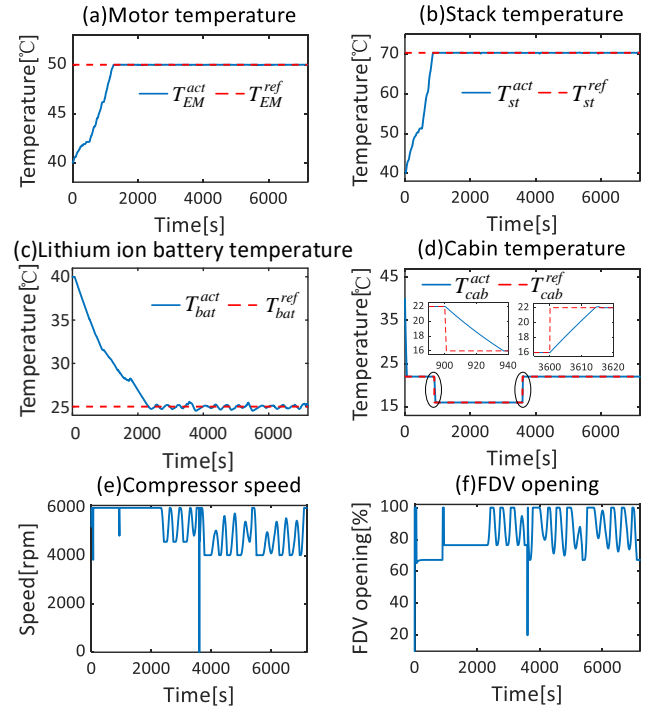 (a)Motor temperature
Temperature[℃]
50
45
40
T_EM^act T_EM^ref
0 2000 4000 6000
Time[s]
(b)Stack temperature
Temperature[℃]
70
60
50
40
T_st^act T_st^ref
0 2000 4000 6000
Time[s]
(c)Lithium ion battery temperature
Temperature[℃]
40
35
30
25
T_bat^act T_bat^ref
0 2000 4000 6000
Time[s]
(d)Cabin temperature
Temperature[℃]
45
35
25
15
T_cab^act T_cab^ref
22
20
18
16
900 920 940
22
20
18
16
3600 3610 3620
0 2000 4000 6000
Time[s]
(e)Compressor speed
Speed[rpm]
6000
4000
2000
0
0 2000 4000 6000
Time[s]
(f)FDV opening
FDV opening[%]
100
80
60
40
20
0 2000 4000 6000
Time[s]